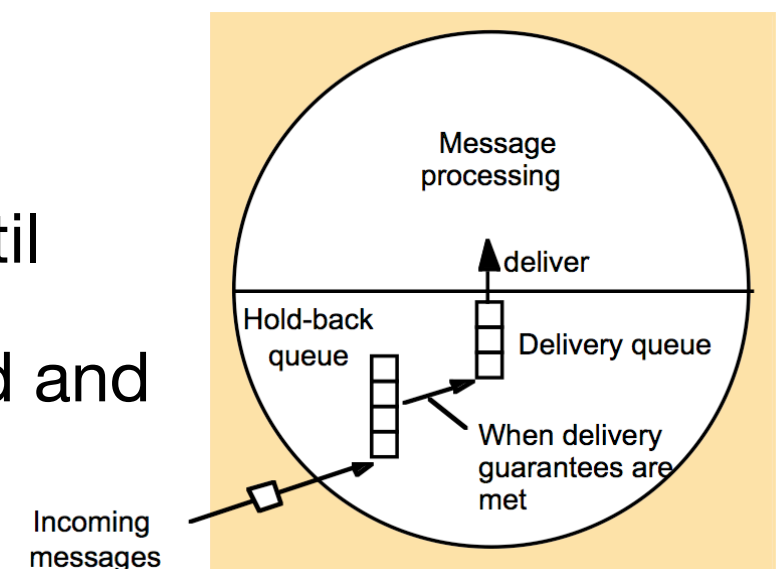 til
d and
Message
processing
deliver
Hold-back
queue
Delivery queue
When delivery
guarantees are
met
Incoming
messages